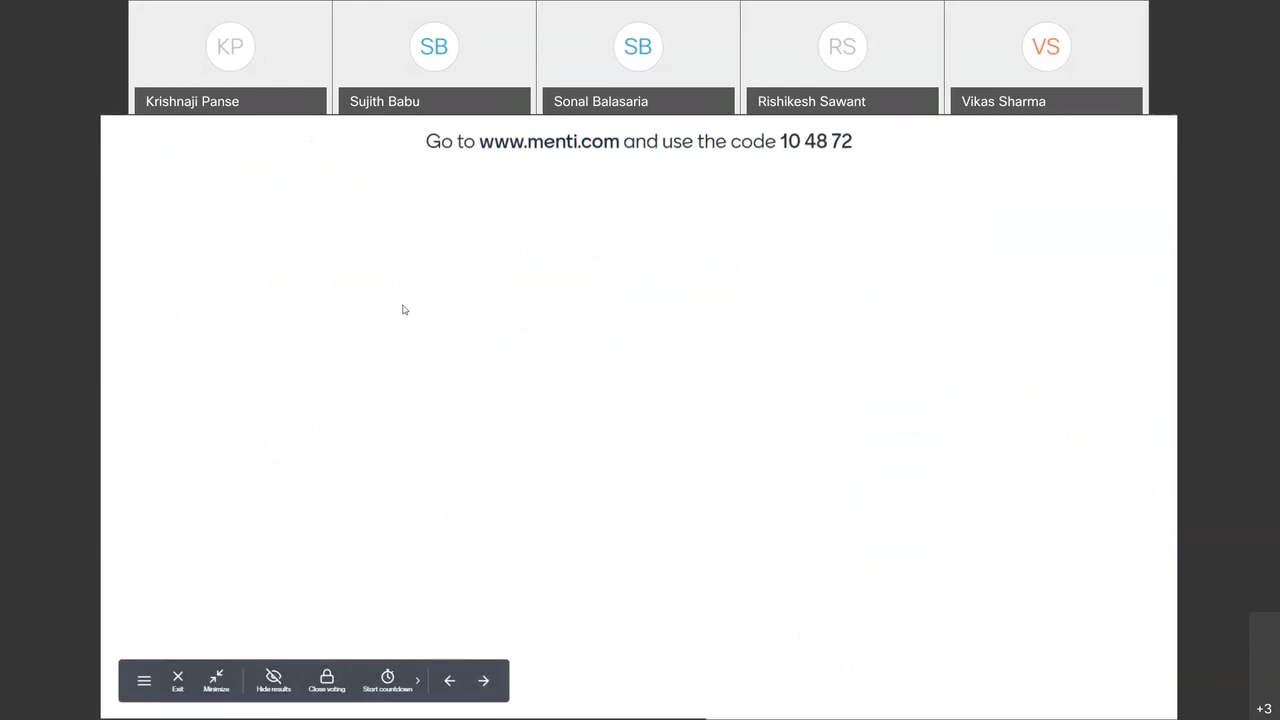 KP
SB
SB
RS
VS
Krishnaji Panse
Sujith Babu
Sonal Balasaria
Rishikesh Sawant
Vikas Sharma
Go to www.menti.com and use the code 10 48 72
Exit
Minimize
Hide results
Close voting
Start countdown
+3